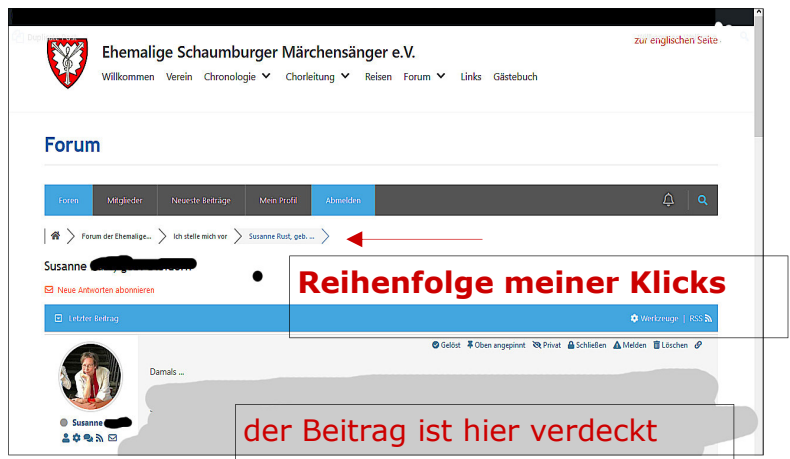 zur englischen Seite
Ehemalige Schaumburger Märchensänger e.V.
Willkommen Verein Chronologie Chorleitung Reisen Forum Links Gästebuch
Forum
Foren Mitglieder Neueste Beiträge Mein Profil Abmelden
Forum der Ehemalige... Ich stelle mich vor Susanne Rust, geb. ...
Susanne
Neue Antworten abonnieren
Reihenfolge meiner Klicks
Letzter Beitrag Werkzeuge | RSS
Gelöst Oben angepinnt Privat Schließen Melden Löschen
Damals ...
Susanne
der Beitrag ist hier verdeckt